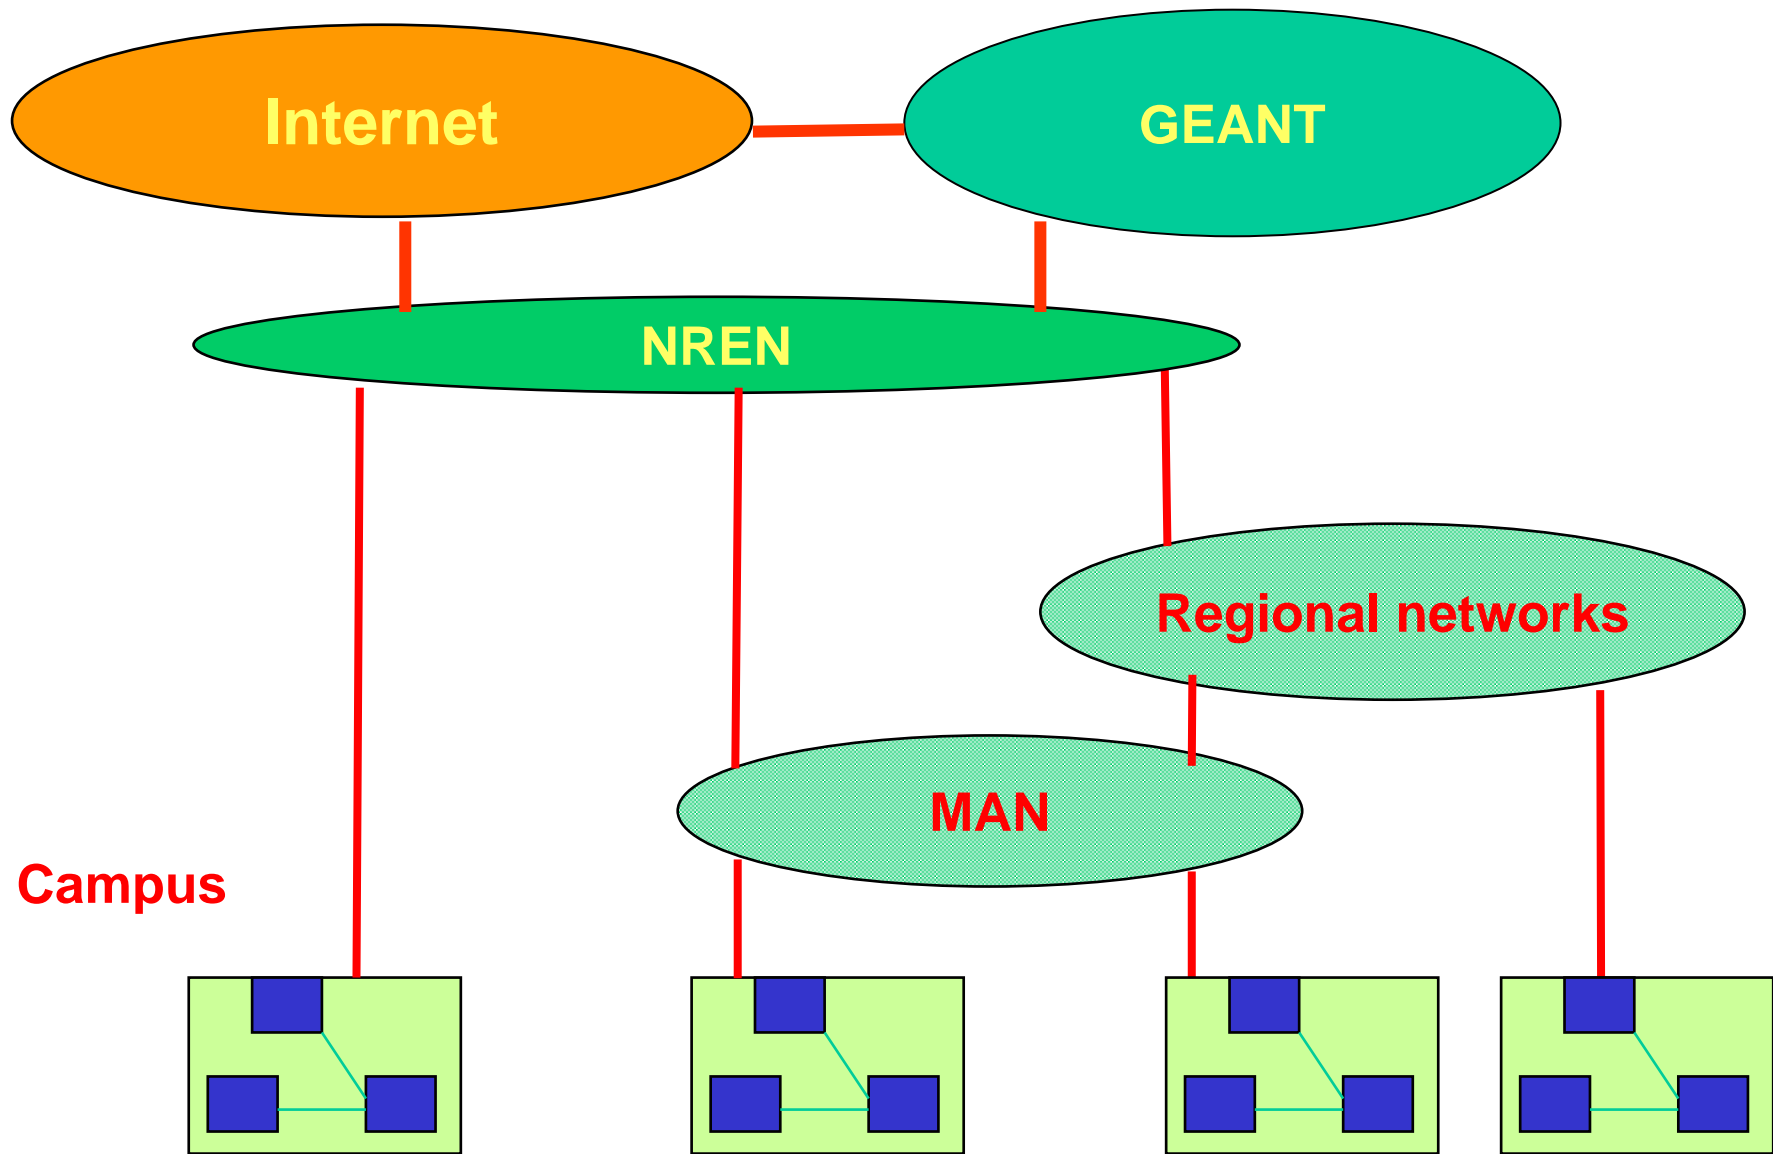 Internet
GEANT
NREN
Regional networks
MAN
Campus